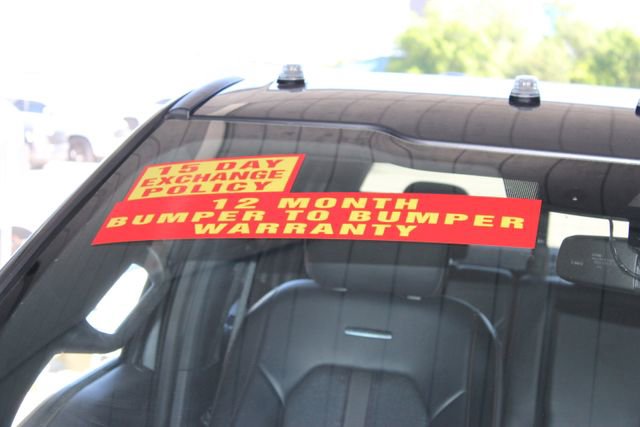 15 DAY
EXCHANGE
POLICY
12 MONTH
BUMPER TO BUMPER
WARRANTY